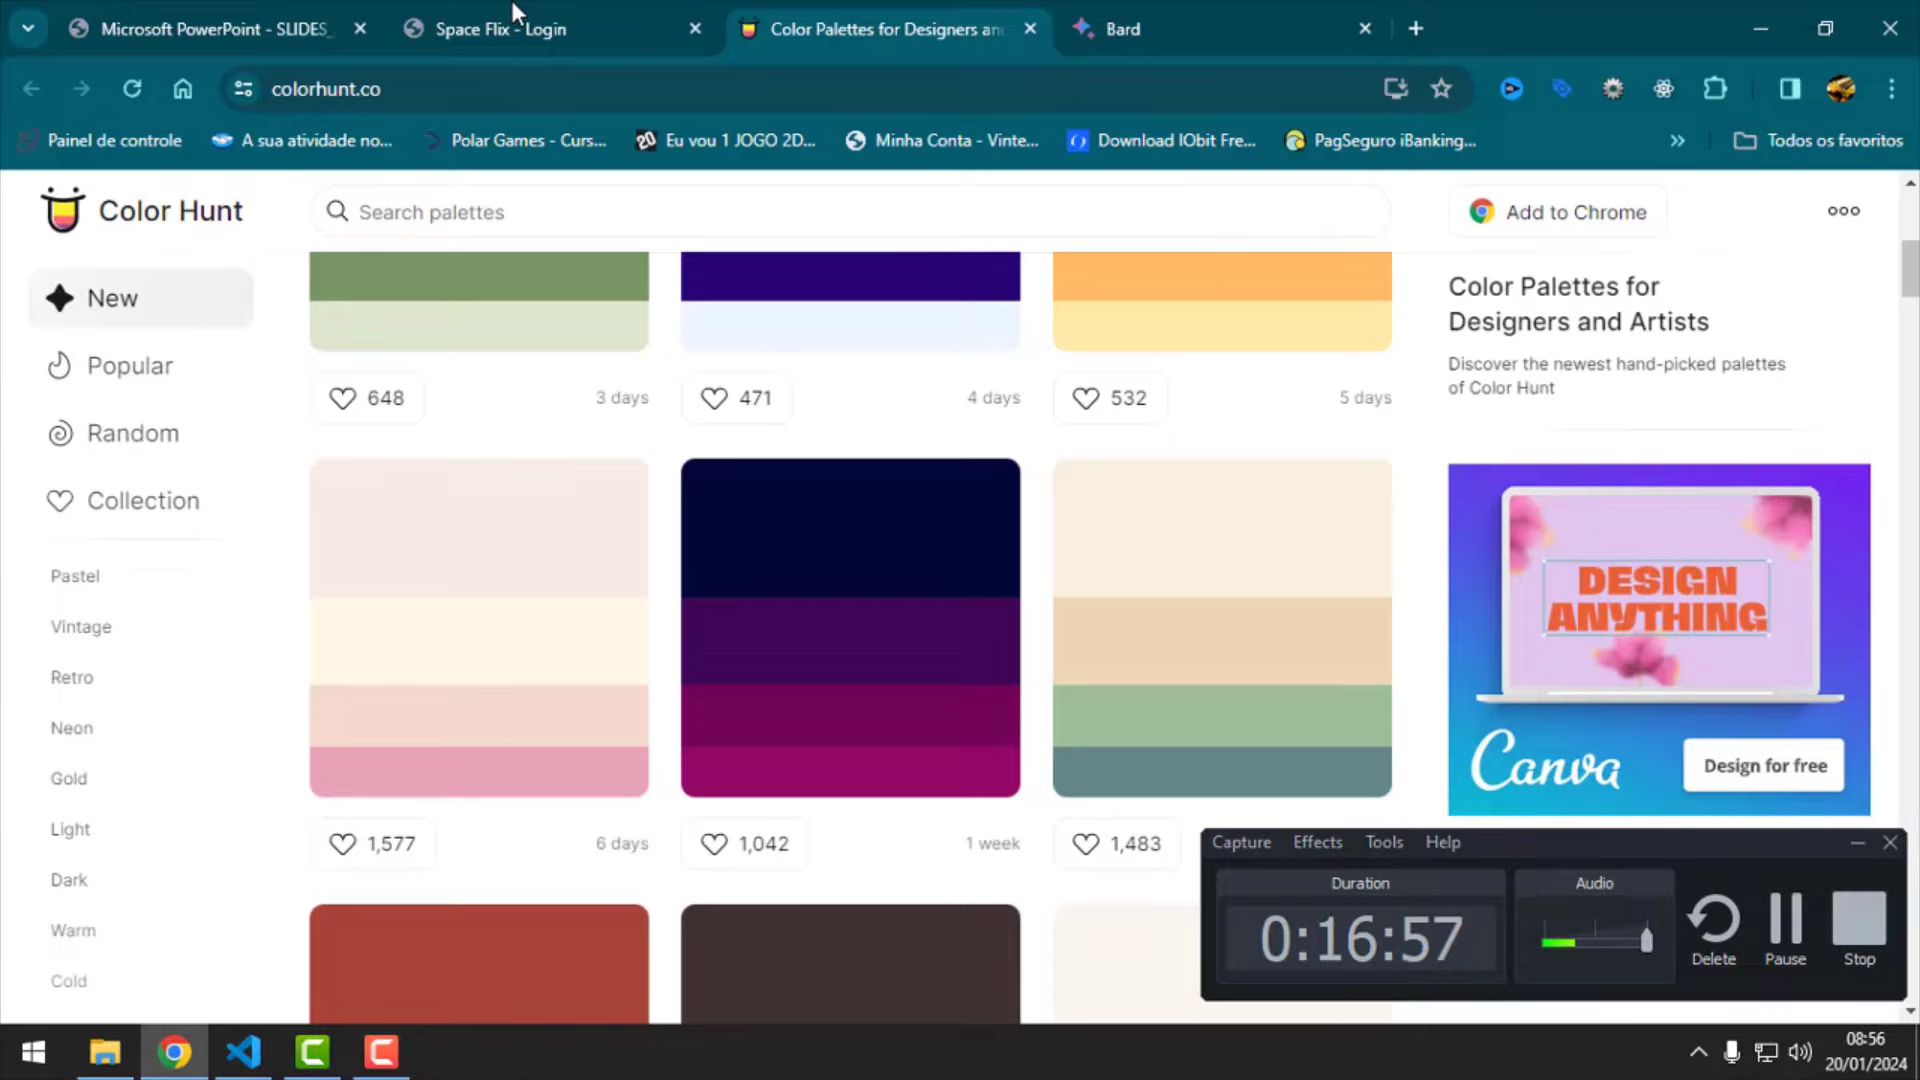 Microsoft PowerPoint - SLIDES_
Space Flix - Login
Color Palettes for Designers an
Bard
colorhunt.co
Painel de controle
A sua atividade no...
Polar Games - Curs...
Eu vou 1 JOGO 2D...
Minha Conta - Vinte...
Download IObit Fre...
PagSeguro iBanking...
Todos os favoritos
Color Hunt
Search palettes
Add to Chrome
New
Popular
Random
Collection
Pastel
Vintage
Retro
Neon
Gold
Light
Dark
Warm
Cold
648
3 days
471
4 days
532
5 days
1,577
6 days
1,042
1 week
1,483
Color Palettes for
Designers and Artists
Discover the newest hand-picked palettes
of Color Hunt
DESIGN
ANYTHING
Canva
Design for free
Capture Effects Tools Help
Duration
0:16:57
Audio
Delete
Pause
Stop
08:56
20/01/2024